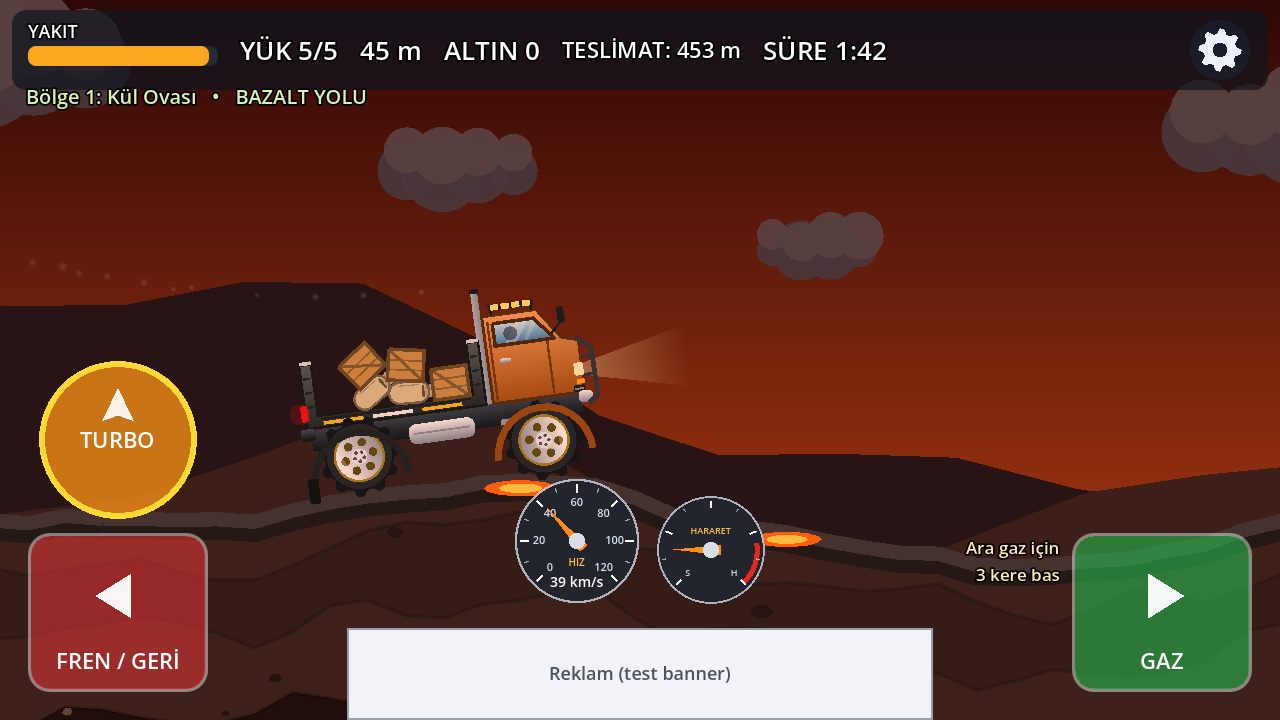 YAKIT
YÜK 5/5 45 m ALTIN 0 TESLİMAT: 453 m SÜRE 1:42
Bölge 1: Kül Ovası • BAZALT YOLU
TURBO
FREN / GERİ
0 20 40 60 80 100 120
HIZ
39 km/s
HARARET
S H
Ara gaz için
3 kere bas
GAZ
Reklam (test banner)